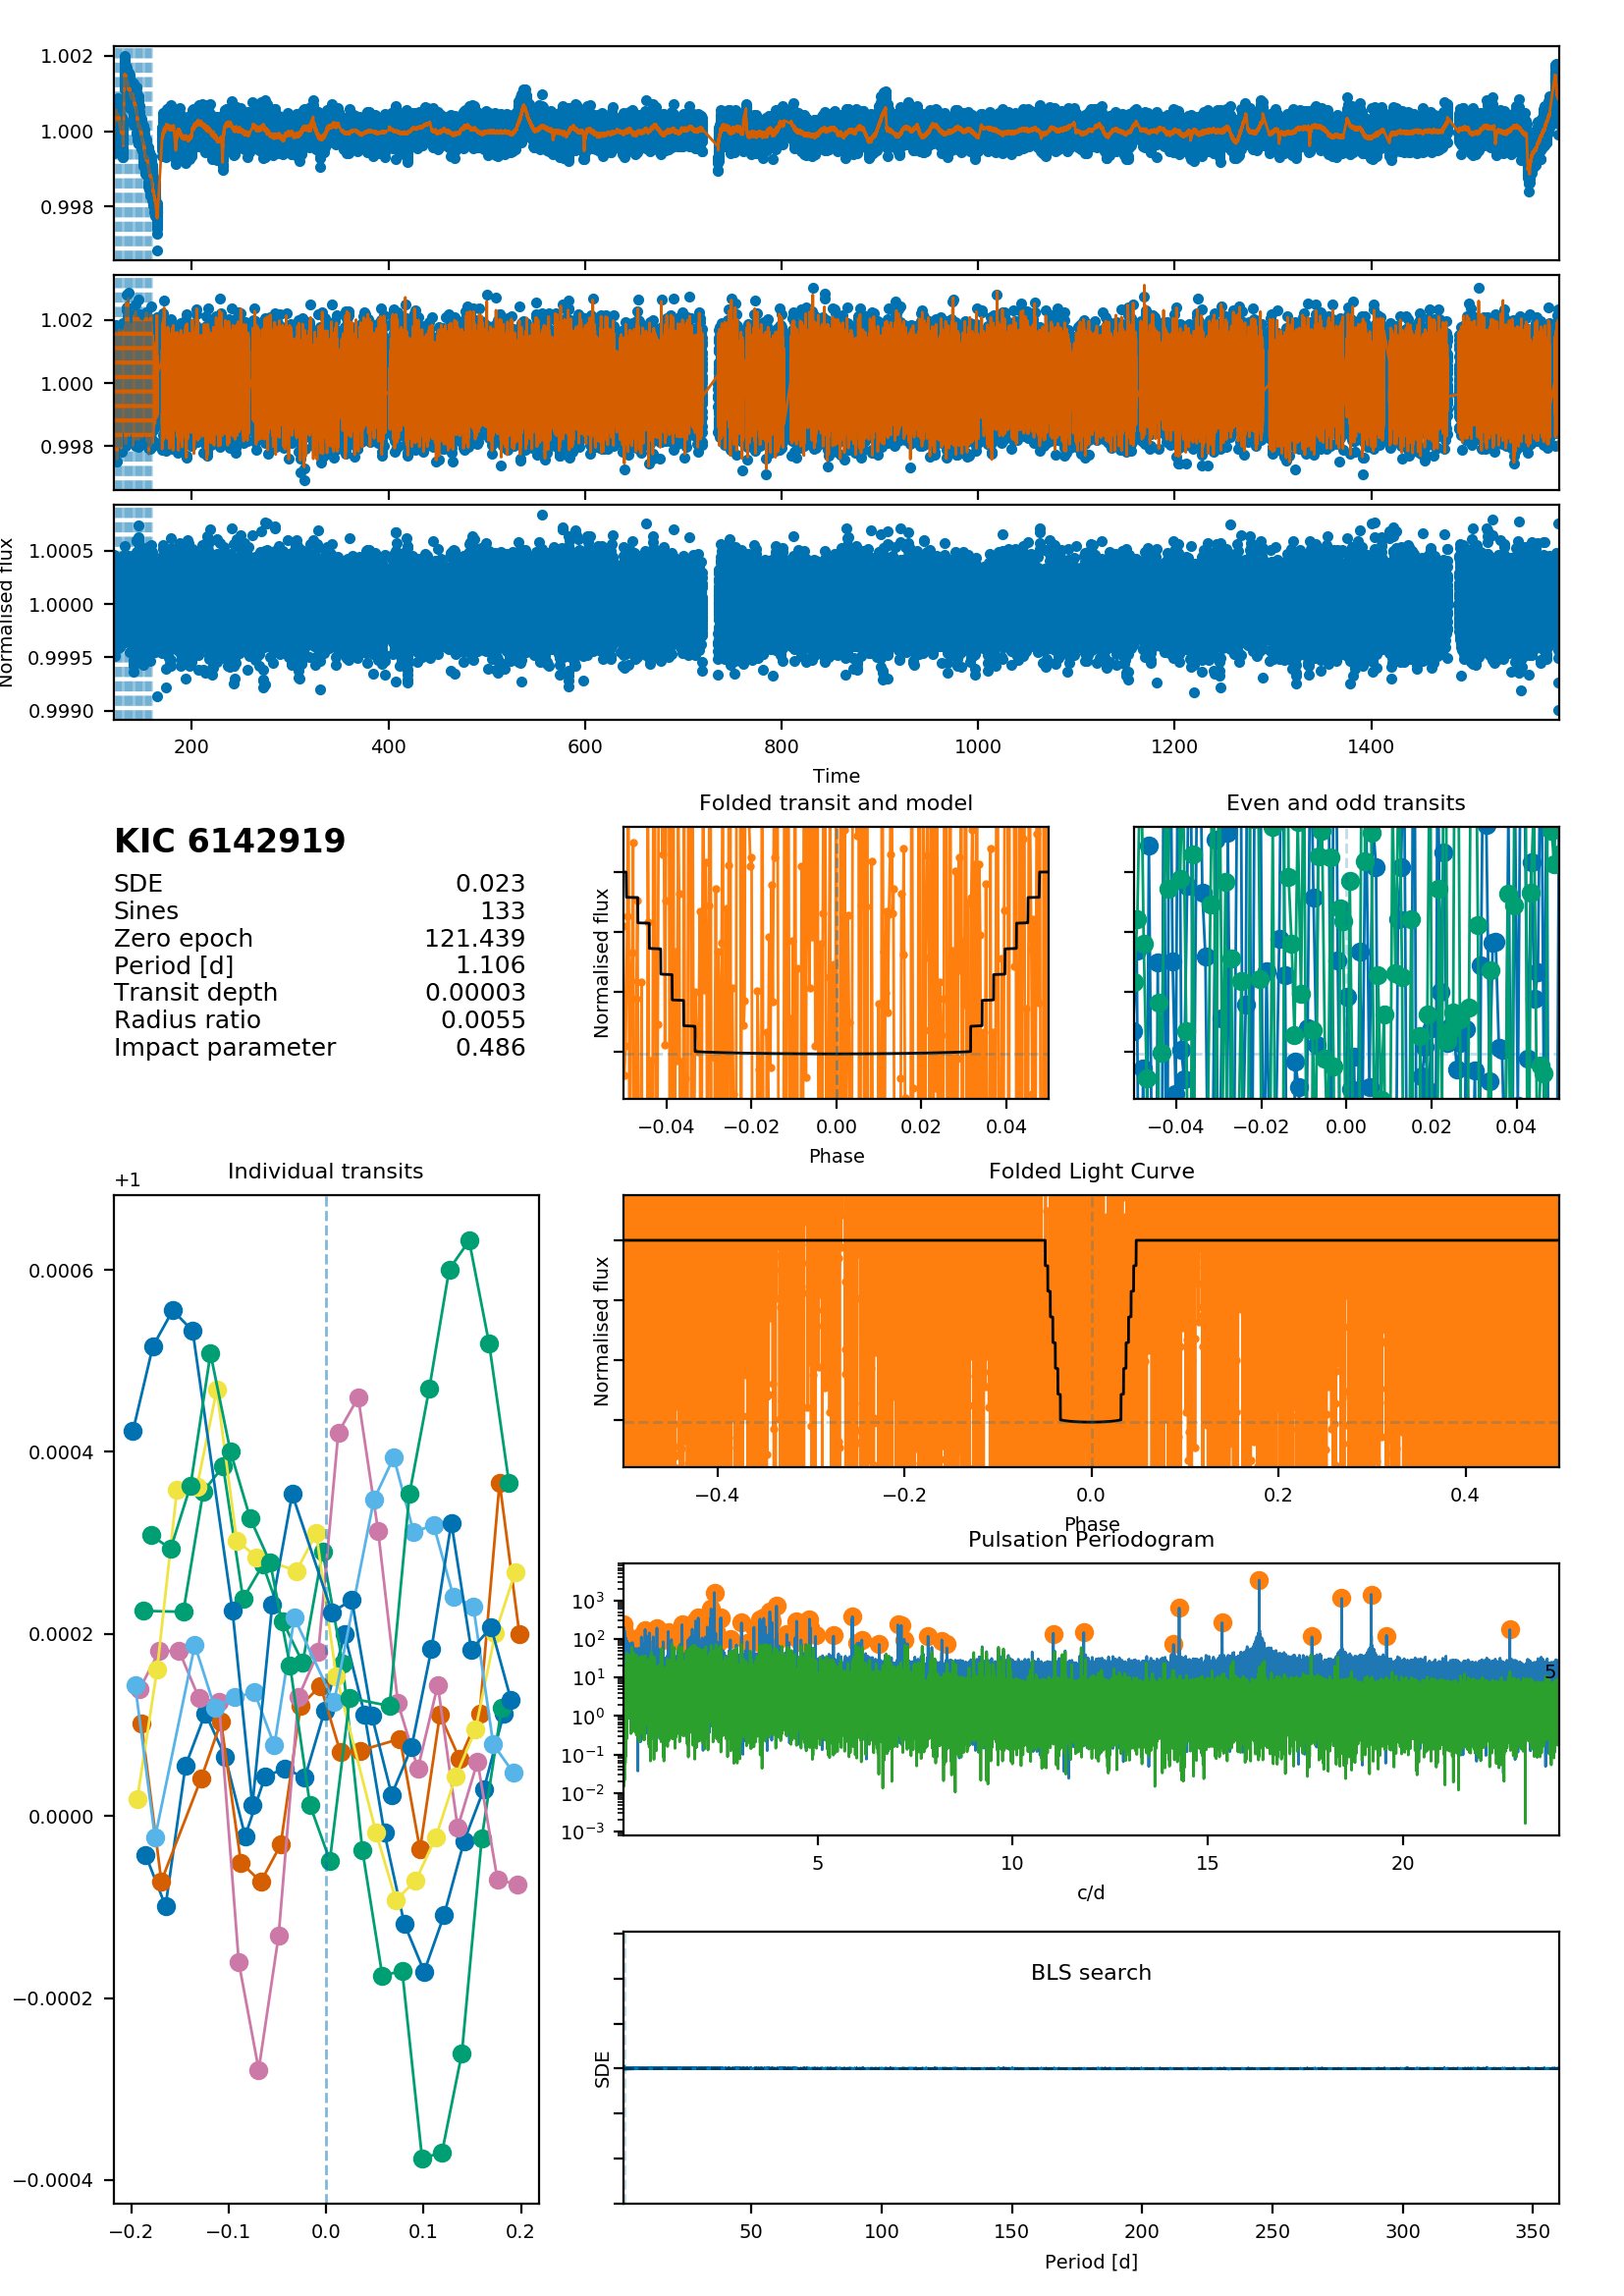 1.002
1.000
0.998
1.002
1.000
0.998
1.0005
1.0000
0.9995
0.9990
Normalised flux
200 400 600 800 1000 1200 1400
Time
KIC 6142919
SDE 0.023
Sines 133
Zero epoch 121.439
Period [d] 1.106
Transit depth 0.00003
Radius ratio 0.0055
Impact parameter 0.486
Folded transit and model
Normalised flux
−0.04 −0.02 0.00 0.02 0.04
Phase
Even and odd transits
−0.04 −0.02 0.00 0.02 0.04
Individual transits
+1
0.0006
0.0004
0.0002
0.0000
−0.0002
−0.0004
−0.2 −0.1 0.0 0.1 0.2
Folded Light Curve
Normalised flux
−0.4 −0.2 0.0 0.2 0.4
Phase
Pulsation Periodogram
10³
10²
10¹
10⁰
10⁻¹
10⁻²
10⁻³
5
5 10 15 20
c/d
BLS search
SDE
50 100 150 200 250 300 350
Period [d]